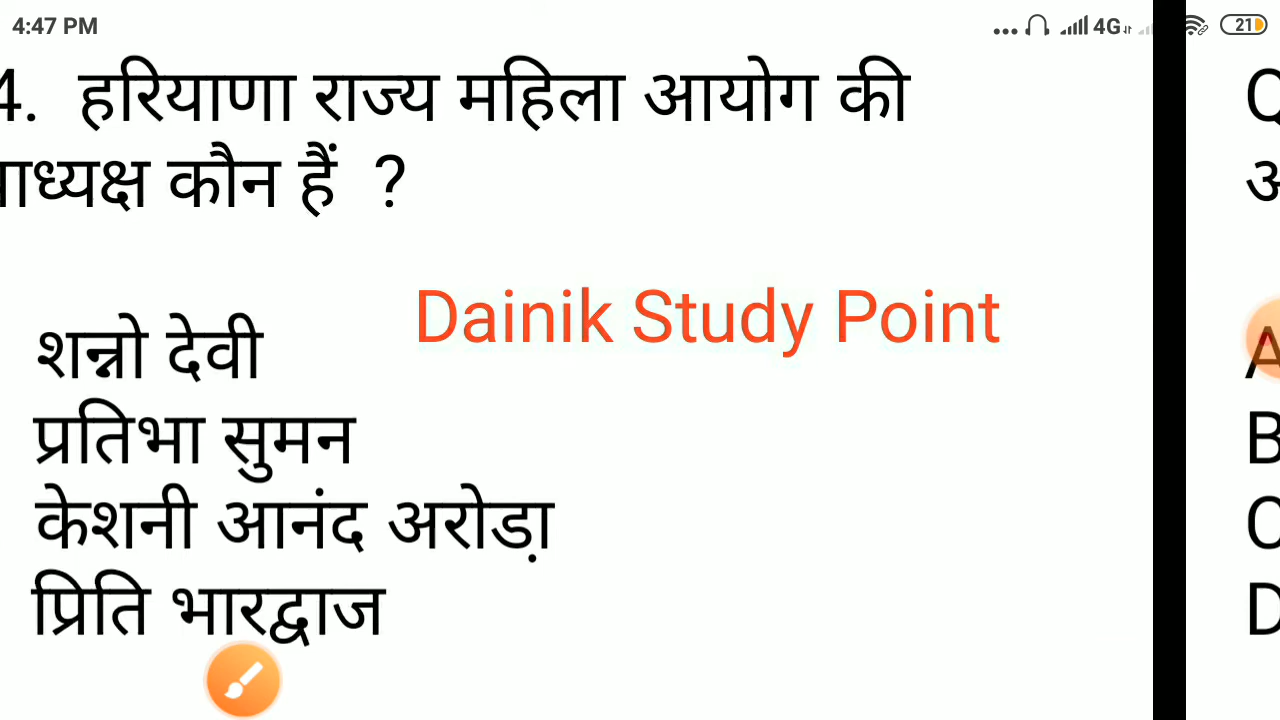 4:47 PM
4G
21
4. हरियाणा राज्य महिला आयोग की
ाध्यक्ष कौन हैं ?
Dainik Study Point
शन्नो देवी
प्रतिभा सुमन
केशनी आनंद अरोडा़
प्रिति भारद्वाज
Q
अ
A
B
C
D